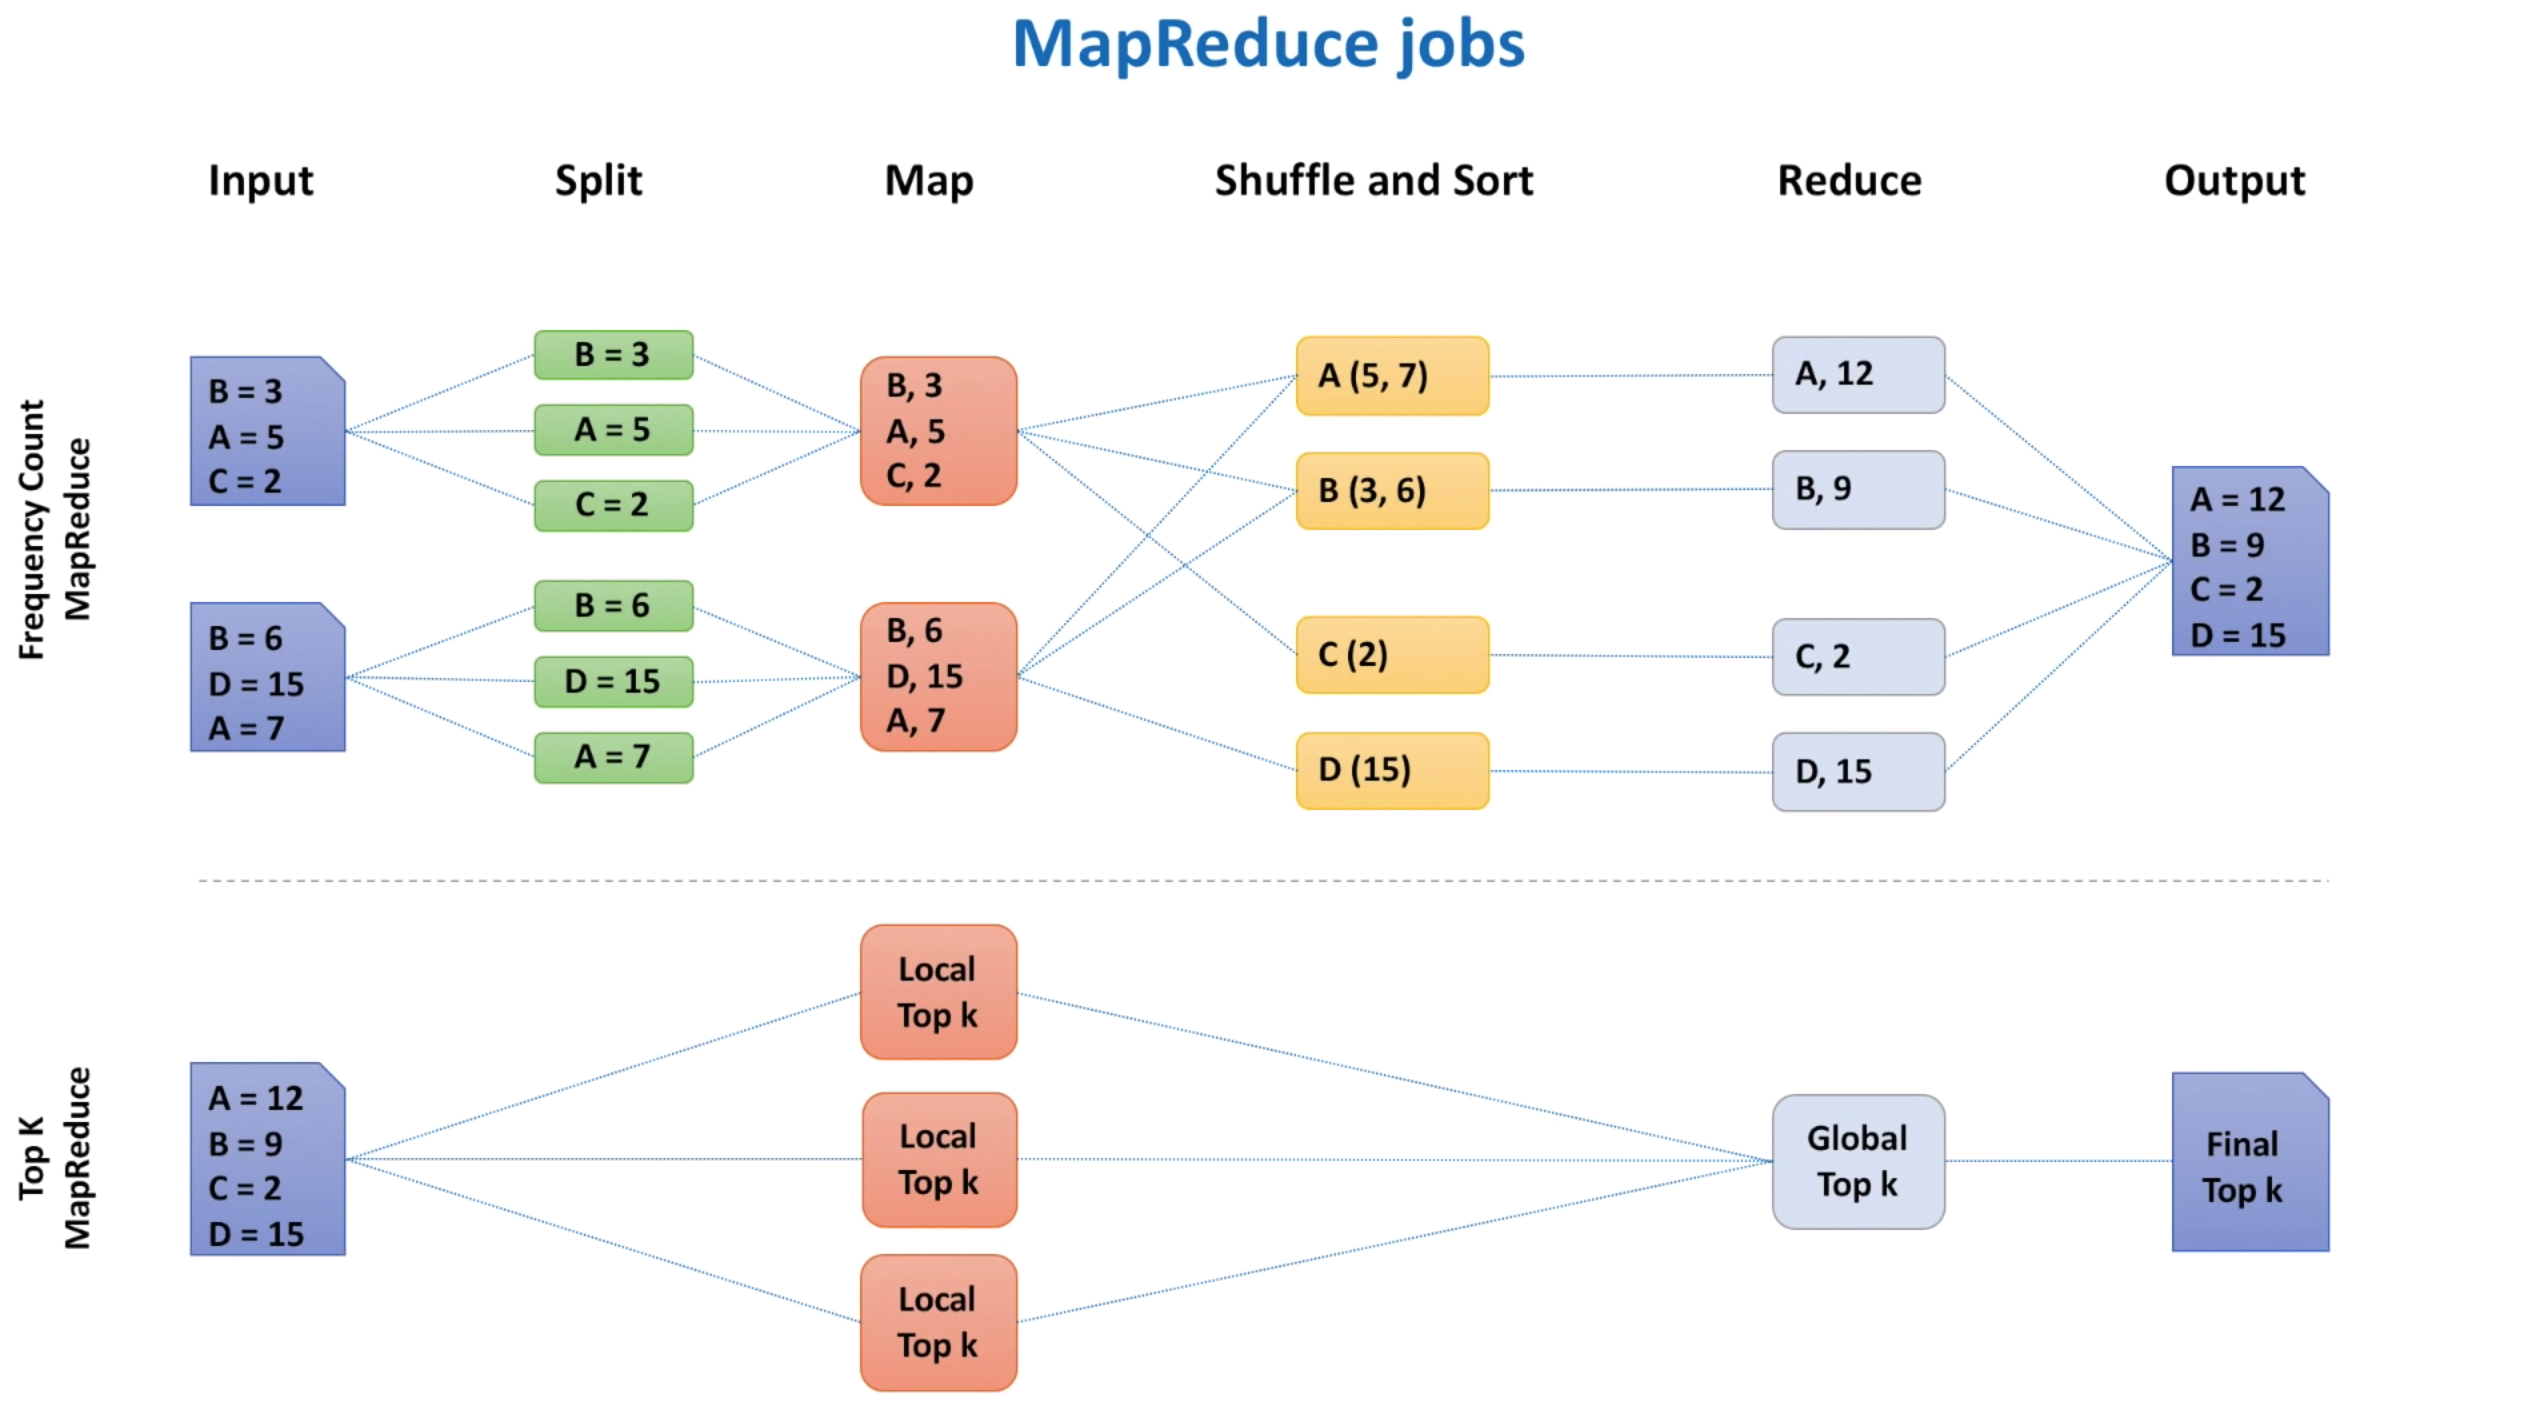 MapReduce jobs
Input
Split
Map
Shuffle and Sort
Reduce
Output
Frequency Count
MapReduce
B = 3
A = 5
C = 2
B = 6
D = 15
A = 7
B = 3
A = 5
C = 2
B = 6
D = 15
A = 7
B, 3
A, 5
C, 2
B, 6
D, 15
A, 7
A (5, 7)
B (3, 6)
C (2)
D (15)
A, 12
B, 9
C, 2
D, 15
A = 12
B = 9
C = 2
D = 15
Top K
MapReduce
A = 12
B = 9
C = 2
D = 15
Local
Top k
Local
Top k
Local
Top k
Global
Top k
Final
Top k